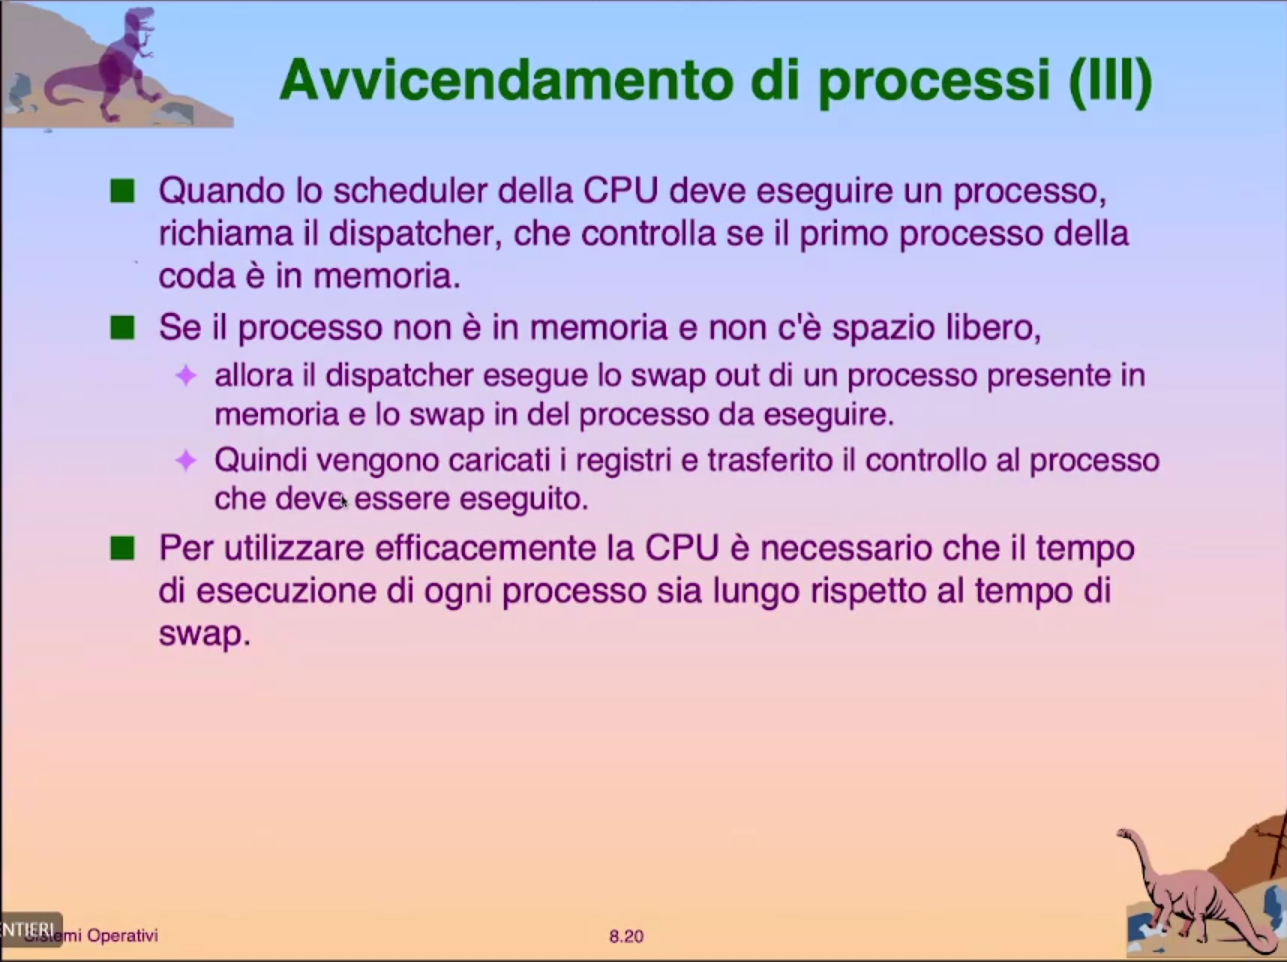 Avvicendamento di processi (III)
Quando lo scheduler della CPU deve eseguire un processo,
richiama il dispatcher, che controlla se il primo processo della
coda è in memoria.
Se il processo non è in memoria e non c'è spazio libero,
allora il dispatcher esegue lo swap out di un processo presente in
memoria e lo swap in del processo da eseguire.
Quindi vengono caricati i registri e trasferito il controllo al processo
che deve essere eseguito.
Per utilizzare efficacemente la CPU è necessario che il tempo
di esecuzione di ogni processo sia lungo rispetto al tempo di
swap.
ENTIERI
Sistemi Operativi
8.20